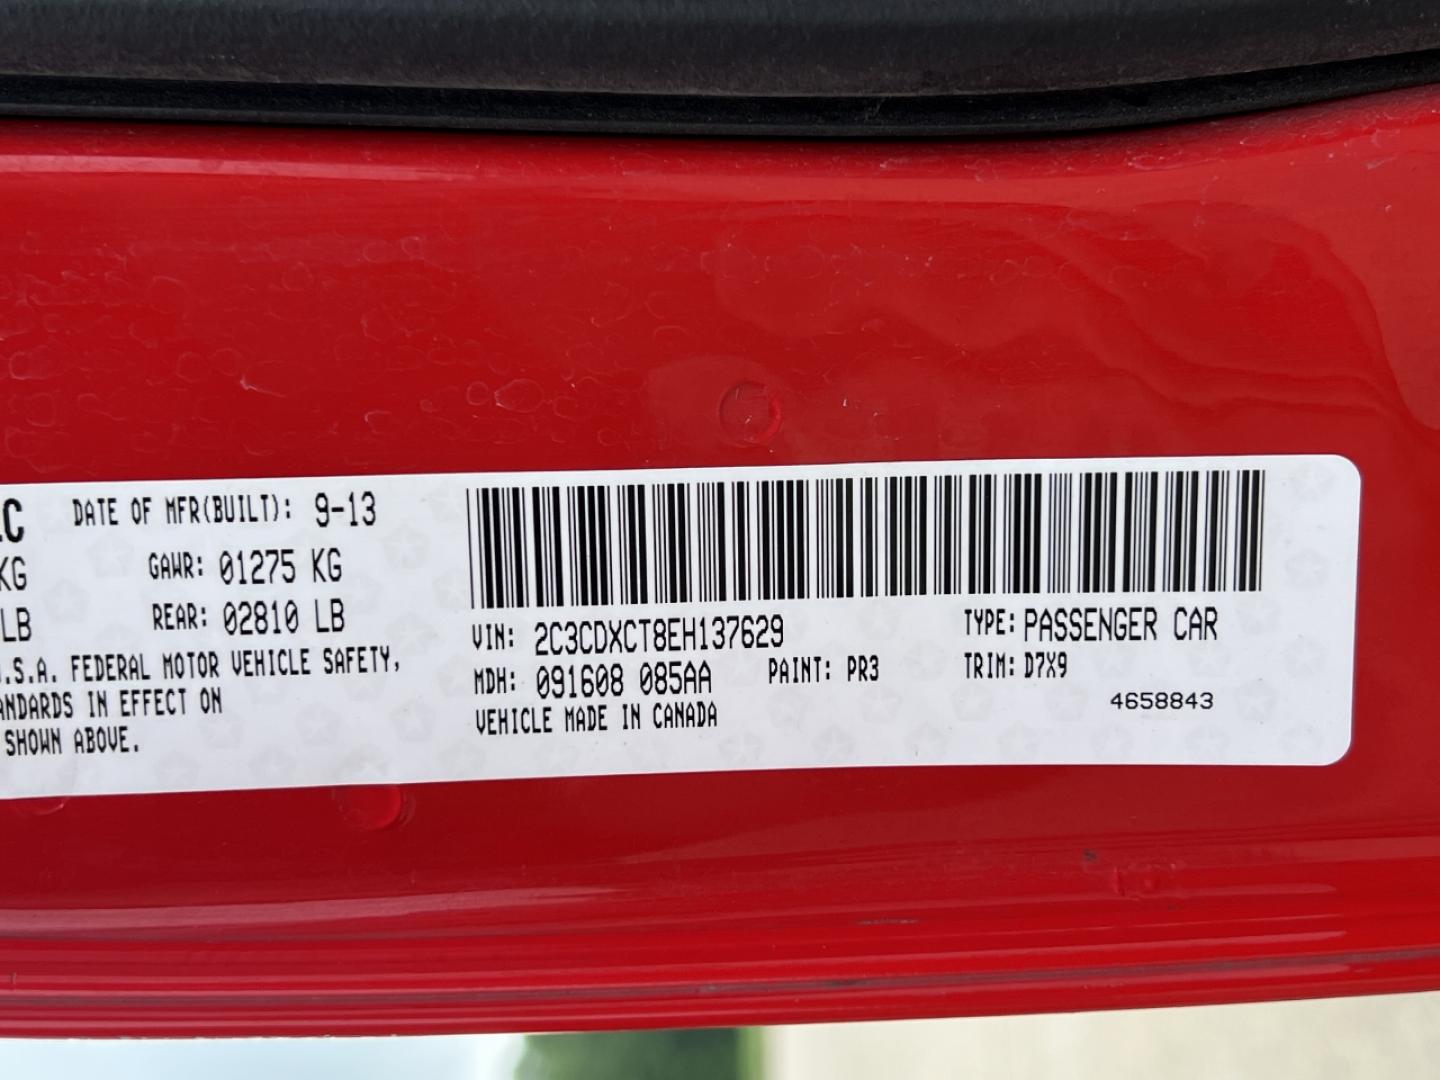 LC DATE OF MFR(BUILT): 9-13
KG GAWR: 01275 KG
LB REAR: 02810 LB
U.S.A. FEDERAL MOTOR VEHICLE SAFETY,
ANDARDS IN EFFECT ON
SHOWN ABOVE.
VIN: 2C3CDXCT8EH137629 TYPE: PASSENGER CAR
MDH: 091608 085AA PAINT: PR3 TRIM: D7X9
VEHICLE MADE IN CANADA 4658843